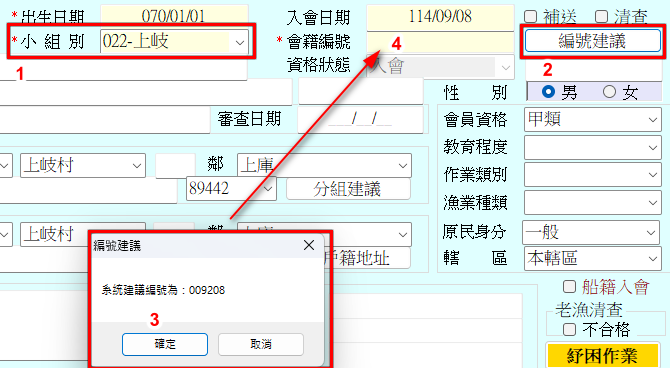 *出生日期 070/01/01 入會日期 114/09/08 補送 清查
*小 組 別 022-上岐 *會籍編號 4 編號建議
1 資格狀態 入會 2
性 別 男 女
審查日期 __/__/__ 會員資格 甲類
教育程度
上岐村 鄰 上庫 作業類別
89442 分組建議 漁業種類
上岐村 原民身分 一般
編號建議 戶籍地址 轄 區 本轄區
系統建議編號為：009208 船籍入會
3 老漁清查
確定 取消 不合格
紓困作業